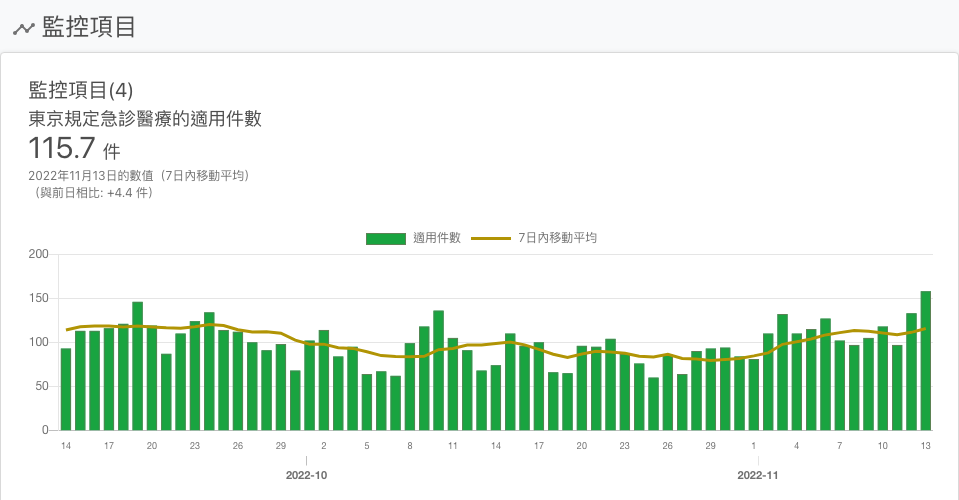 監控項目
監控項目(4)
東京規定急診醫療的適用件數
115.7 件
2022年11月13日的數值（7日內移動平均）
（與前日相比: +4.4 件）
適用件數 7日內移動平均
200
150
100
50
0
14 17 20 23 26 29 2 5 8 11 14 17 20 23 26 29 1 4 7 10 13
2022-10 2022-11